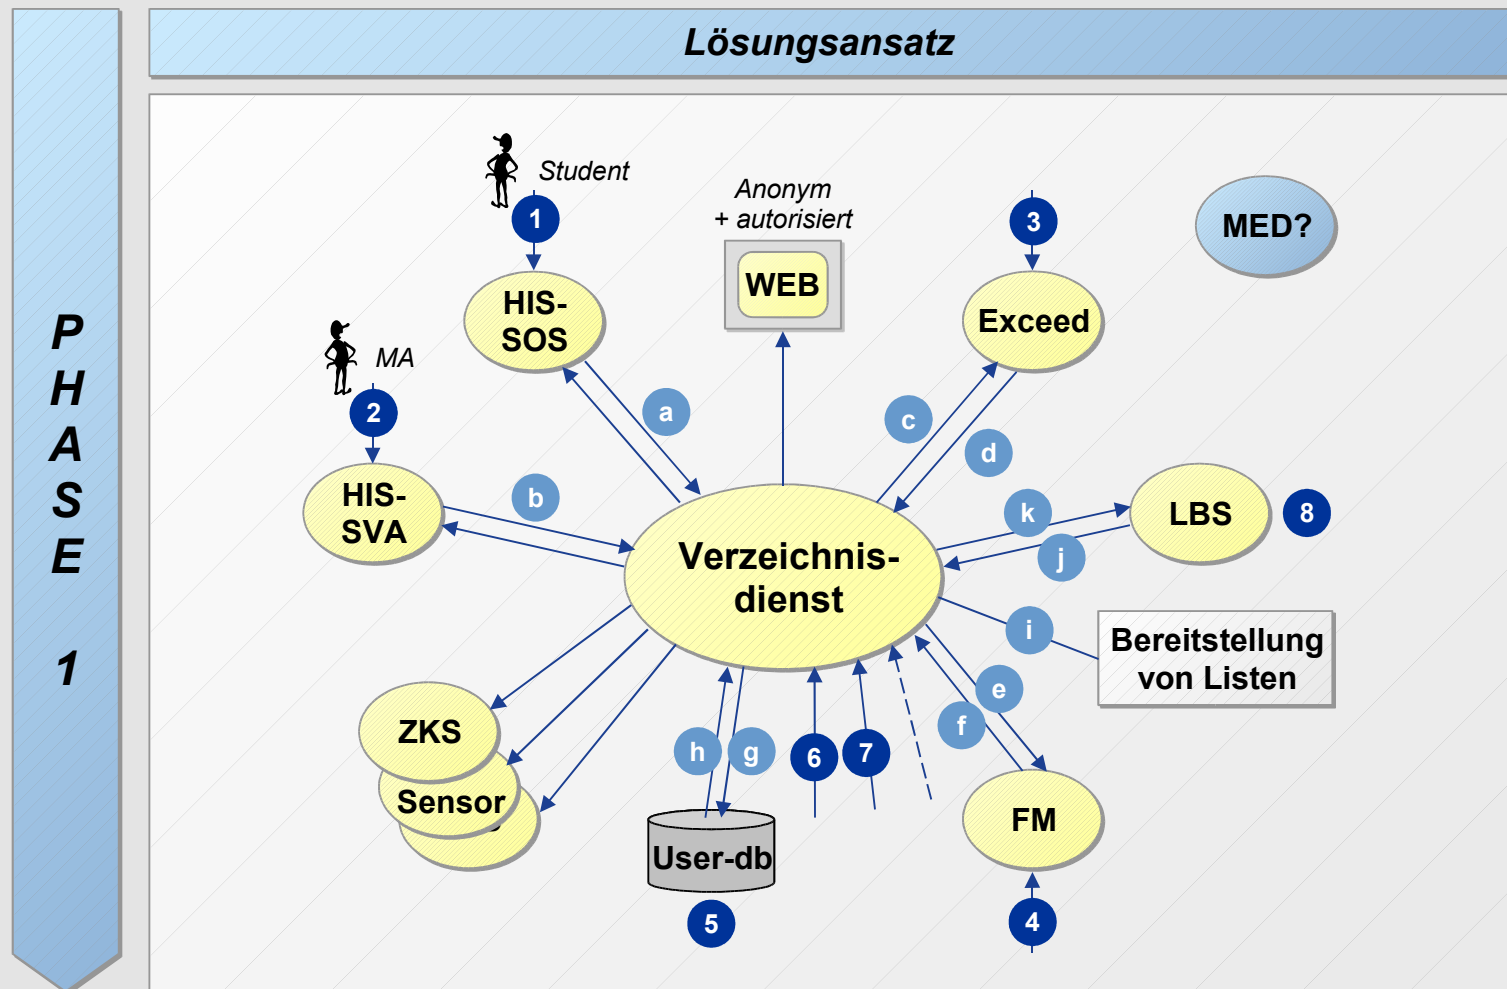 Lösungsansatz
P
H
A
S
E
1
Student
1
Anonym
+ autorisiert
3
MED?
WEB
HIS-
SOS
Exceed
MA
2
a
c
d
HIS-
SVA
b
k
LBS
8
j
Verzeichnis-
dienst
i
Bereitstellung
von Listen
e
f
ZKS
h
g
6
7
Sensor
FM
User-db
5
4